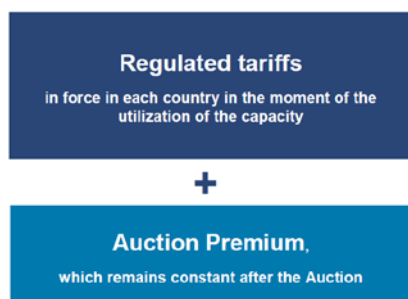 Regulated tariffs
in force in each country in the moment of the
utilization of the capacity
+
Auction Premium,
which remains constant after the Auction